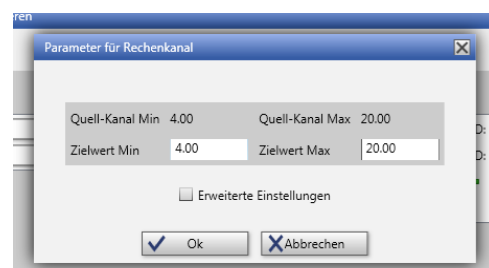 ren
Parameter für Rechenkanal
Quell-Kanal Min 4.00 Quell-Kanal Max 20.00
D:
Zielwert Min 4.00 Zielwert Max 20.00
D:
Erweiterte Einstellungen
Ok Abbrechen